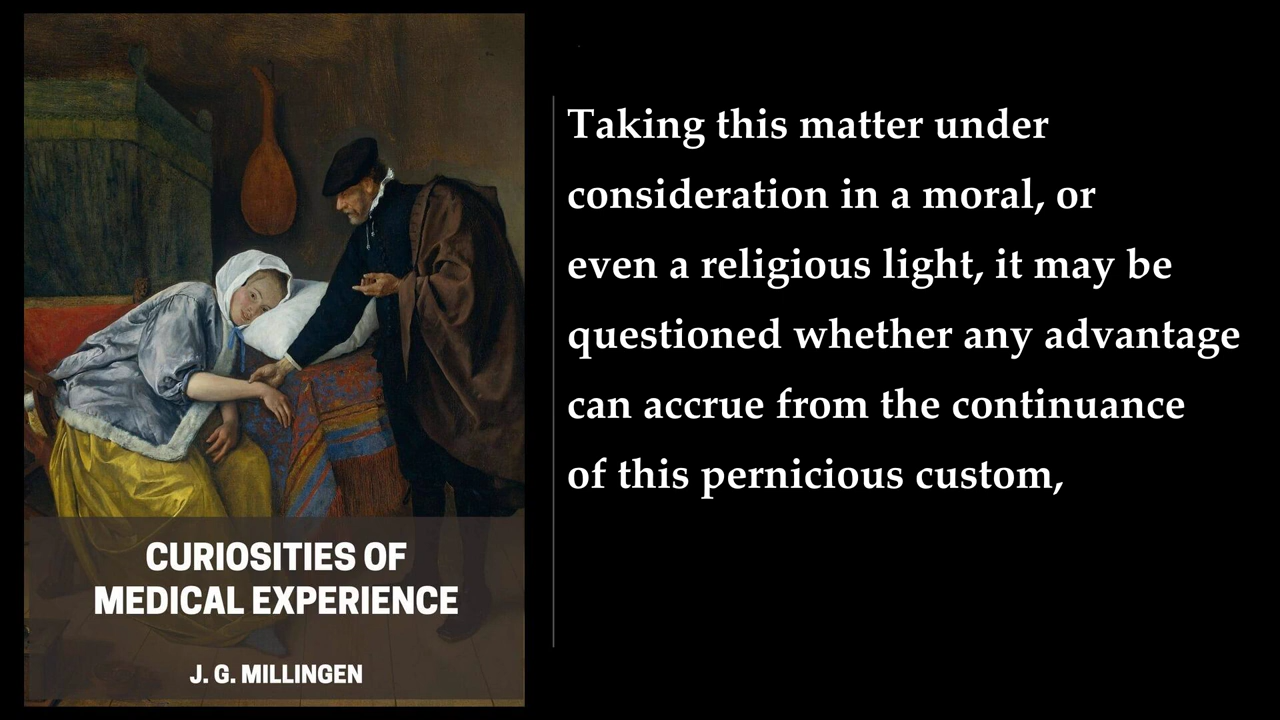 CURIOSITIES OF
MEDICAL EXPERIENCE
J. G. MILLINGEN
Taking this matter under
consideration in a moral, or
even a religious light, it may be
questioned whether any advantage
can accrue from the continuance
of this pernicious custom,